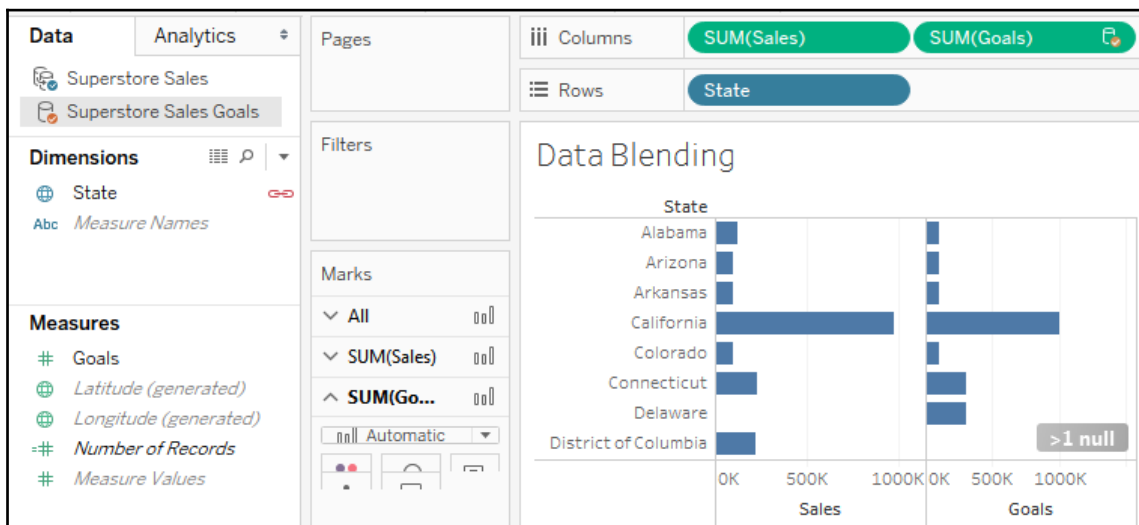 Data
Analytics
Superstore Sales
Superstore Sales Goals
Dimensions
State
Abc Measure Names
Measures
# Goals
Latitude (generated)
Longitude (generated)
=# Number of Records
# Measure Values
Pages
Filters
Marks
All
SUM(Sales)
SUM(Go...
Automatic
Columns
SUM(Sales)
SUM(Goals)
Rows
State
Data Blending
State
Alabama
Arizona
Arkansas
California
Colorado
Connecticut
Delaware
District of Columbia
>1 null
0K 500K 1000K 0K 500K 1000K
Sales Goals